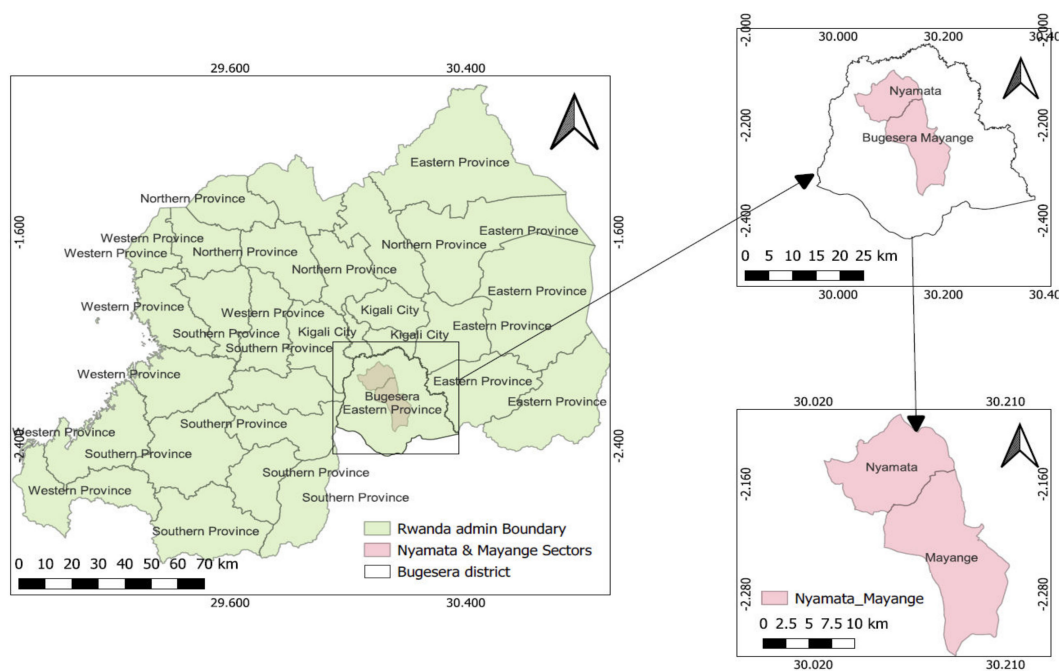 29.600
30.400
-1.600
-2.400
-1.600
-2.400
29.600
30.400
Eastern Province
Northern Province
Eastern Province
Western Province
Northern Province
Western Province
Northern Province
Eastern Province
Northern Province
Western Province
Western Province
Kigali City
Southern Province
Kigali City
Kigali City
Eastern Province
Southern Province
Western Province
Eastern Province
Bugesera
Eastern Province
Eastern Province
Western Province
Southern Province
Southern Province
Southern Province
Western Province
Southern Province
Southern Province
Rwanda admin Boundary
Nyamata & Mayange Sectors
Bugesera district
0 10 20 30 40 50 60 70 km
30.000
30.200
30.40
-2.000
-2.200
-2.400
-2.000
-2.200
-2.400
Nyamata
Bugesera Mayange
0 5 10 15 20 25 km
30.000
30.200
30.40
30.020
30.210
-2.160
-2.280
-2.160
-2.280
Nyamata
Mayange
Nyamata_Mayange
0 2.5 5 7.5 10 km
30.020
30.210